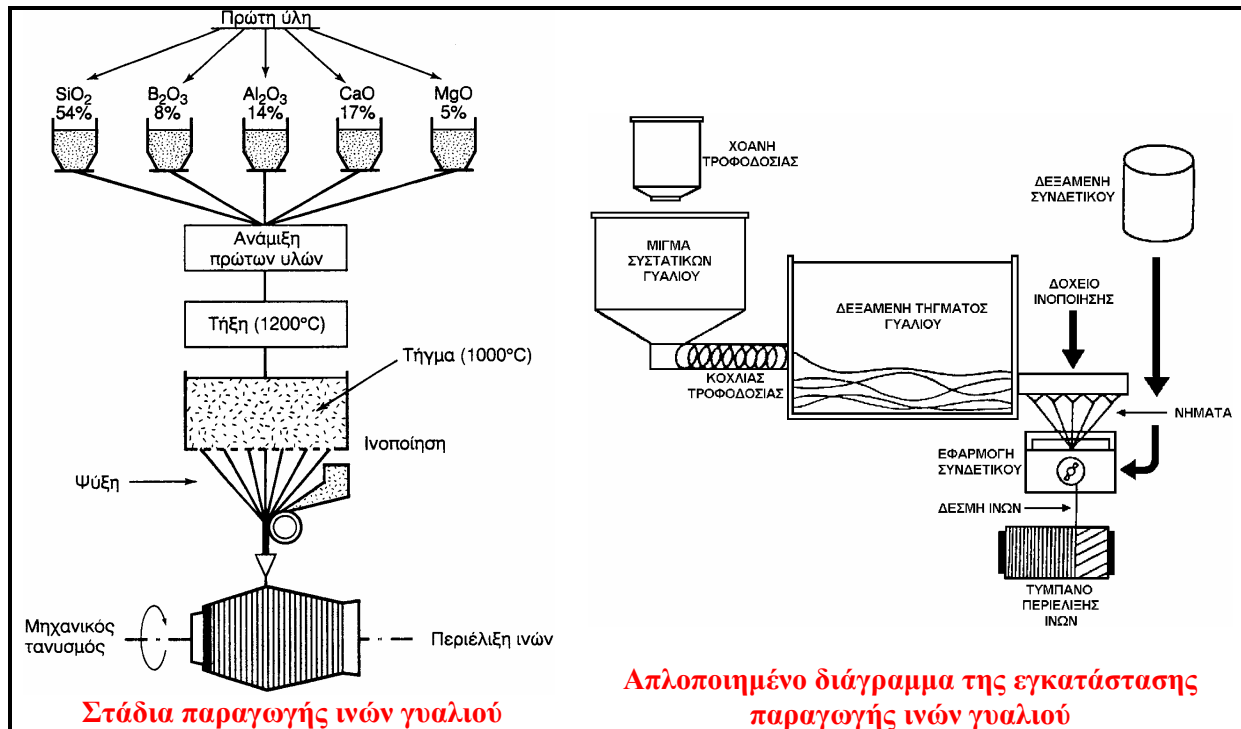 Πρώτη ύλη
SiO₂
54%
B₂O₃
8%
Al₂O₃
14%
CaO
17%
MgO
5%
Ανάμιξη
πρώτων υλών
Τήξη (1200°C)
Τήγμα (1000°C)
Ινοποίηση
Ψύξη
Μηχανικός
τανυσμός
Περιέλιξη ινών
Στάδια παραγωγής ινών γυαλιού
ΧΟΑΝΗ
ΤΡΟΦΟΔΟΣΙΑΣ
ΜΙΓΜΑ
ΣΥΣΤΑΤΙΚΩΝ
ΓΥΑΛΙΟΥ
ΚΟΧΛΙΑΣ
ΤΡΟΦΟΔΟΣΙΑΣ
ΔΕΞΑΜΕΝΗ ΤΗΓΜΑΤΟΣ
ΓΥΑΛΙΟΥ
ΔΕΞΑΜΕΝΗ
ΣΥΝΔΕΤΙΚΟΥ
ΔΟΧΕΙΟ
ΙΝΟΠΟΙΗΣΗΣ
ΝΗΜΑΤΑ
ΕΦΑΡΜΟΓΗ
ΣΥΝΔΕΤΙΚΟΥ
ΔΕΣΜΗ ΙΝΩΝ
ΤΥΜΠΑΝΟ
ΠΕΡΙΕΛΙΞΗΣ
ΙΝΩΝ
Απλοποιημένο διάγραμμα της εγκατάστασης
παραγωγής ινών γυαλιού